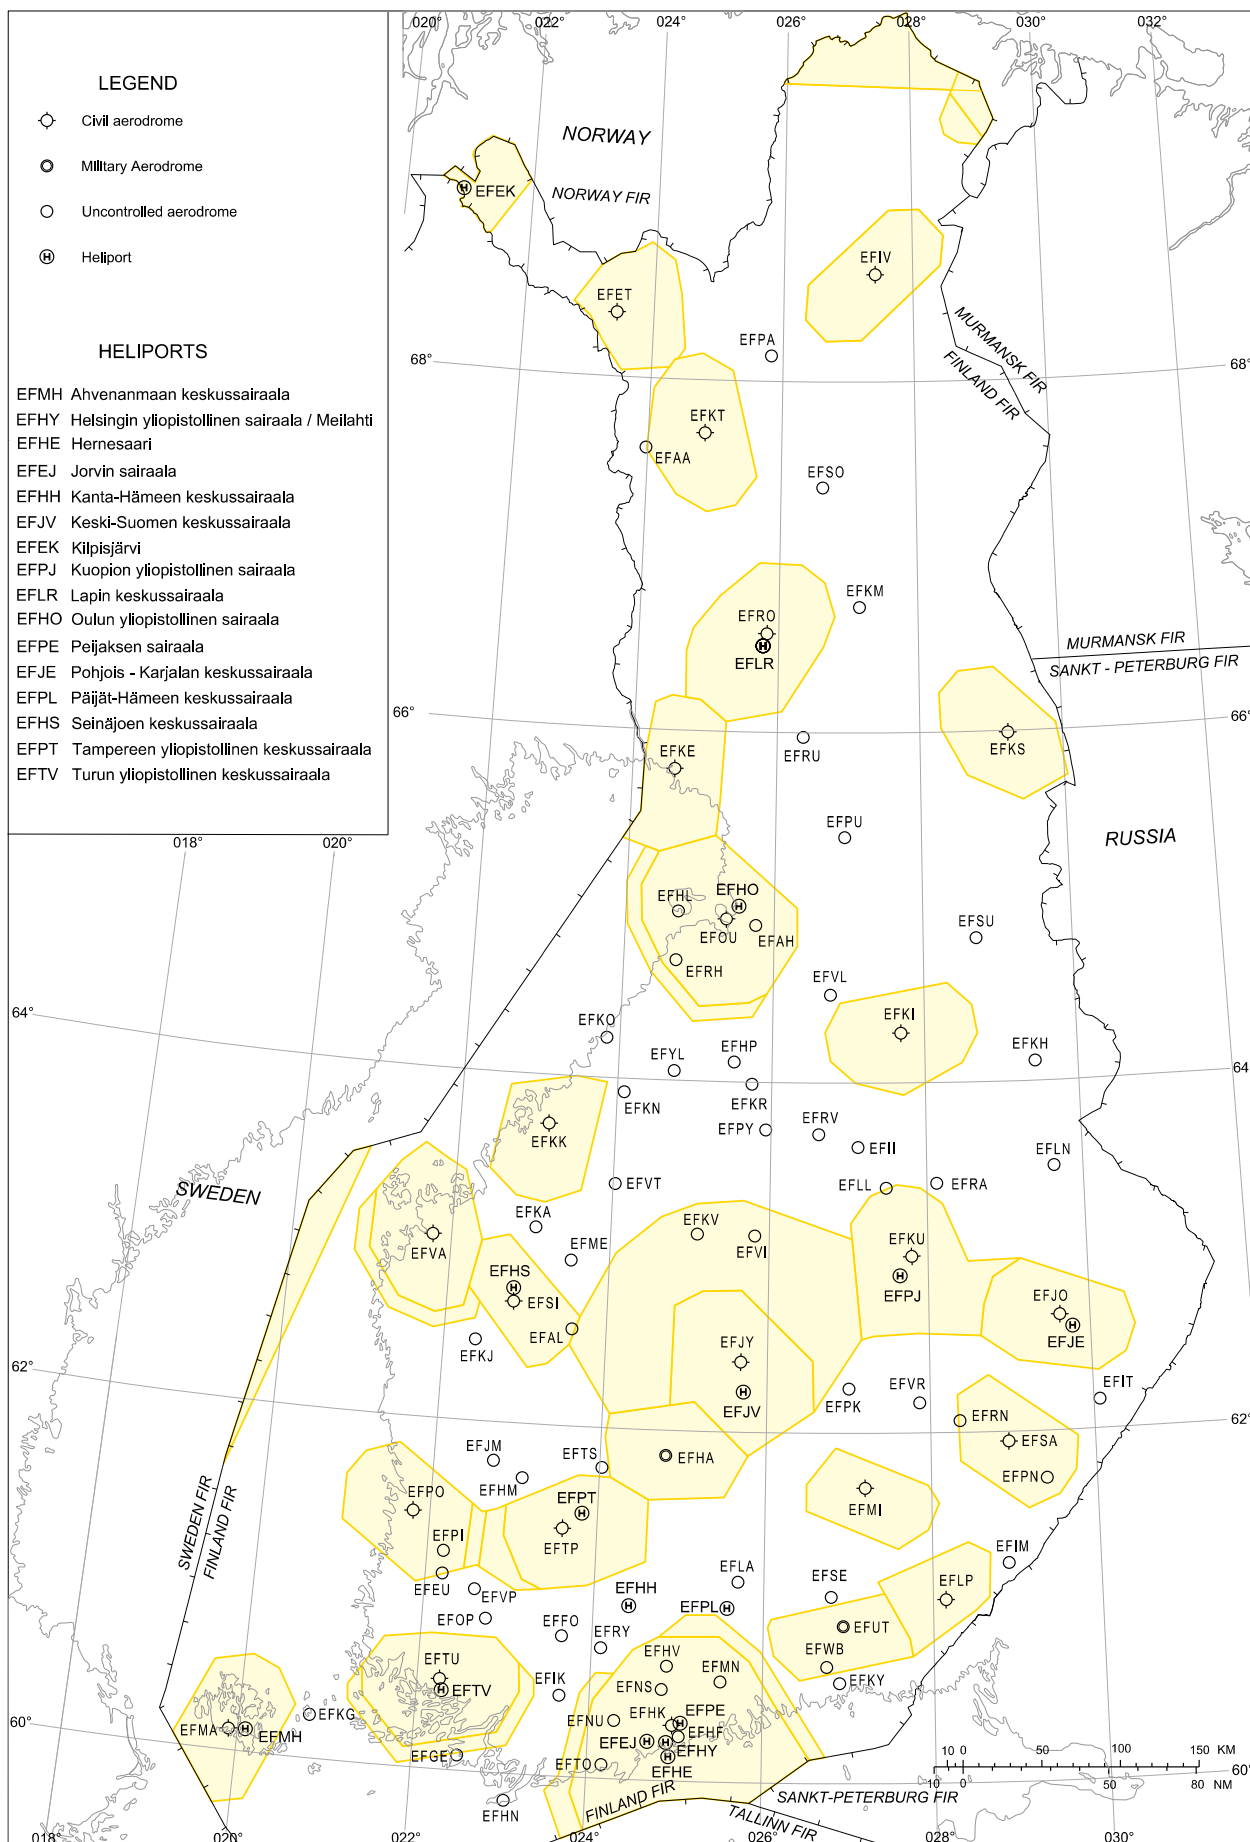 020°
022°
024°
026°
028°
030°
032°
LEGEND
Civil aerodrome
Military Aerodrome
Uncontrolled aerodrome
H Heliport
HELIPORTS
EFMH Ahvenanmaan keskussairaala
EFHY Helsingin yliopistollinen sairaala / Meilahti
EFHE Hernesaari
EFEJ Jorvin sairaala
EFHH Kanta-Hämeen keskussairaala
EFJV Keski-Suomen keskussairaala
EFEK Kilpisjärvi
EFPJ Kuopion yliopistollinen sairaala
EFLR Lapin keskussairaala
EFHO Oulun yliopistollinen sairaala
EFPE Peijaksen sairaala
EFJE Pohjois - Karjalan keskussairaala
EFPL Päijät-Hämeen keskussairaala
EFHS Seinäjoen keskussairaala
EFPT Tampereen yliopistollinen keskussairaala
EFTV Turun yliopistollinen keskussairaala
018°
020°
NORWAY
NORWAY FIR
H EFEK
EFIV
EFET
MURMANSK FIR
FINLAND FIR
EFPA
68°
68°
EFKT
EFAA
EFSO
EFKM
EFRO
H
EFLR
MURMANSK FIR
SANKT - PETERBURG FIR
66°
66°
EFKS
EFRU
EFKE
EFPU
RUSSIA
EFHL
EFHO
H
EFOU
EFAH
EFSU
EFRH
EFVL
64°
EFKI
EFKO
EFYL
EFHP
EFKH
64°
EFKN
EFKR
EFKK
EFPY
EFRV
EFII
EFLN
SWEDEN
EFVT
EFLL
EFRA
EFKA
EFKV
EFVI
EFVA
EFME
EFKU
H
EFPJ
EFHS
H
EFSI
EFJO
H
EFJE
EFAL
EFKJ
EFJY
62°
H
EFJV
EFPK
EFVR
EFIT
EFRN
62°
EFSA
EFJM
EFTS
EFHA
EFHM
EFPN
EFMI
SWEDEN FIR
FINLAND FIR
EFPO
EFPT
H
EFTP
EFPI
EFIM
EFEU
EFVP
EFLA
EFSE
EFLP
EFHH
H
EFPL H
EFOP
EFFO
EFRY
EFUT
EFWB
EFKY
EFTU
H EFTV
EFIK
EFHV
EFMN
EFNS
EFKG
EFNU
EFHK
EFPE
H
EFHF
60°
EFMA
H
EFMH
EFEJ H
H EFHY
H
EFHE
EFGE
EFTO
EFHN
60°
10 0 50 100 150 KM
10 0 50 80 NM
FINLAND FIR
SANKT-PETERBURG FIR
TALLINN FIR
018°
020°
022°
024°
026°
028°
030°